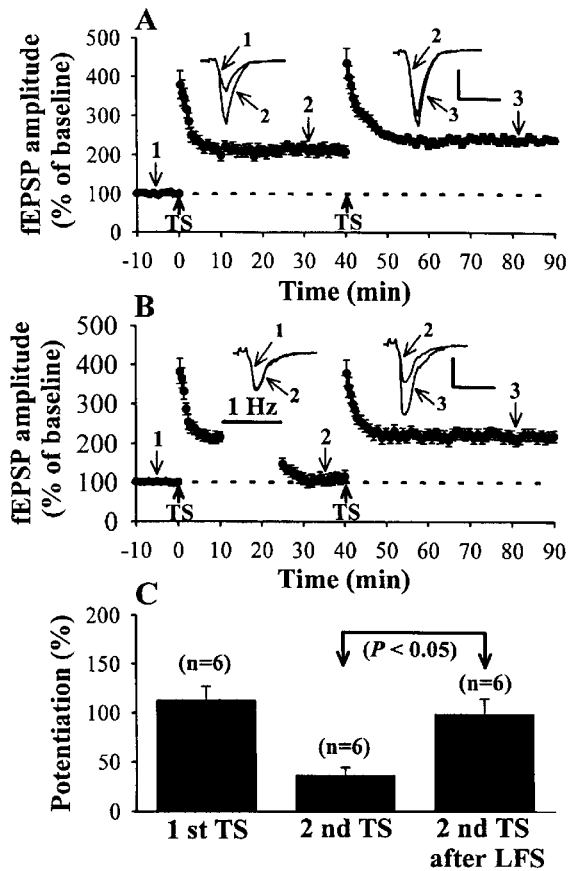 A
fEPSP amplitude
(% of baseline)
500
400
300
200
100
0
1
2
1
2
2
3
3
TS
TS
-10 0 10 20 30 40 50 60 70 80 90
Time (min)
B
fEPSP amplitude
(% of baseline)
500
400
300
200
100
0
1
1
2
1 Hz
2
2
3
3
TS
TS
-10 0 10 20 30 40 50 60 70 80 90
Time (min)
C
Potentiation (%)
200
150
100
50
0
(n=6)
(n=6)
(P < 0.05)
(n=6)
1 st TS
2 nd TS
2 nd TS
after LFS